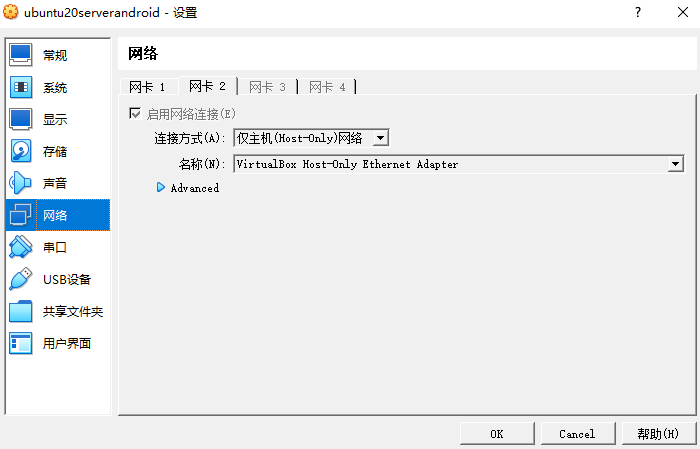 ubuntu20serverandroid - 设置
?
常规
系统
显示
存储
声音
网络
串口
USB设备
共享文件夹
用户界面
网络
网卡 1 网卡 2 网卡 3 网卡 4
启用网络连接(E)
连接方式(A): 仅主机(Host-Only)网络
名称(N): VirtualBox Host-Only Ethernet Adapter
Advanced
OK Cancel 帮助(H)